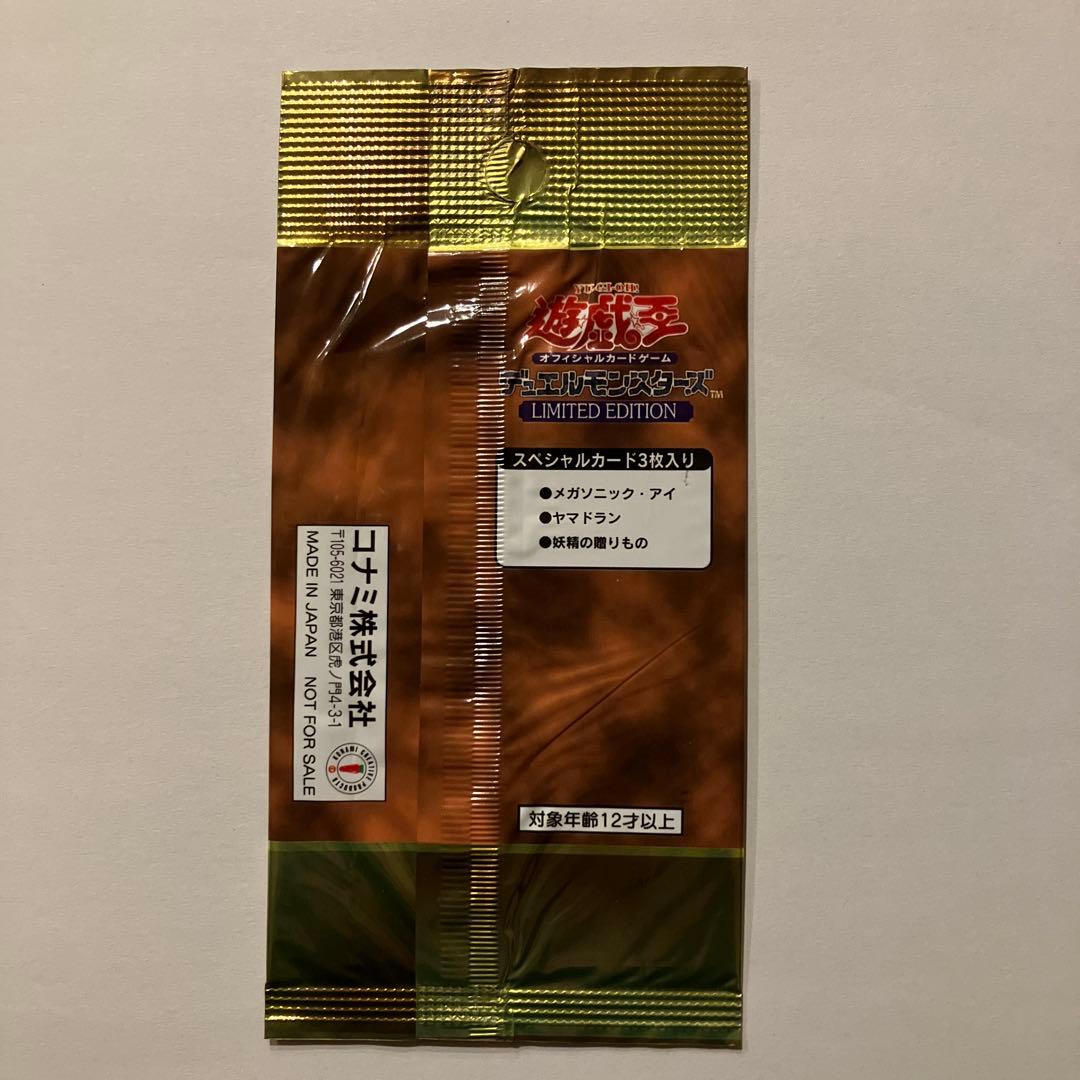 YU-GI-OH!
遊戯王
オフィシャルカードゲーム
デュエルモンスターズ™
LIMITED EDITION
スペシャルカード3枚入り
●メガソニック・アイ
●ヤマドラン
●妖精の贈りもの
コナミ株式会社
〒105-6021 東京都港区虎ノ門4-3-1
MADE IN JAPAN NOT FOR SALE
KONAMI CREATIVE PRODUCTS
対象年齢12才以上